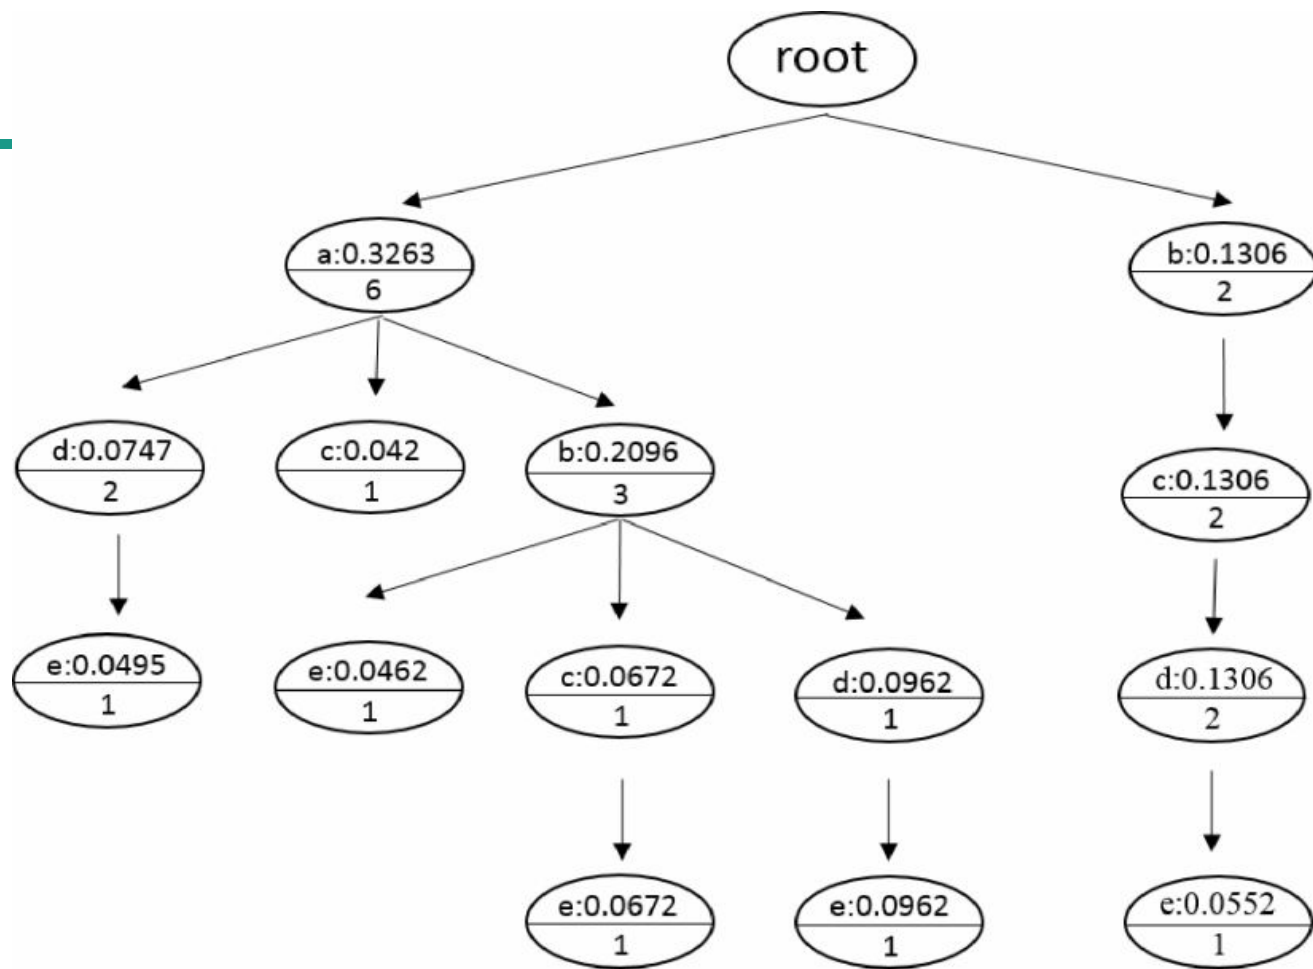 root
a:0.3263
6
b:0.1306
2
d:0.0747
2
c:0.042
1
b:0.2096
3
c:0.1306
2
e:0.0495
1
e:0.0462
1
c:0.0672
1
d:0.0962
1
d:0.1306
2
e:0.0672
1
e:0.0962
1
e:0.0552
1